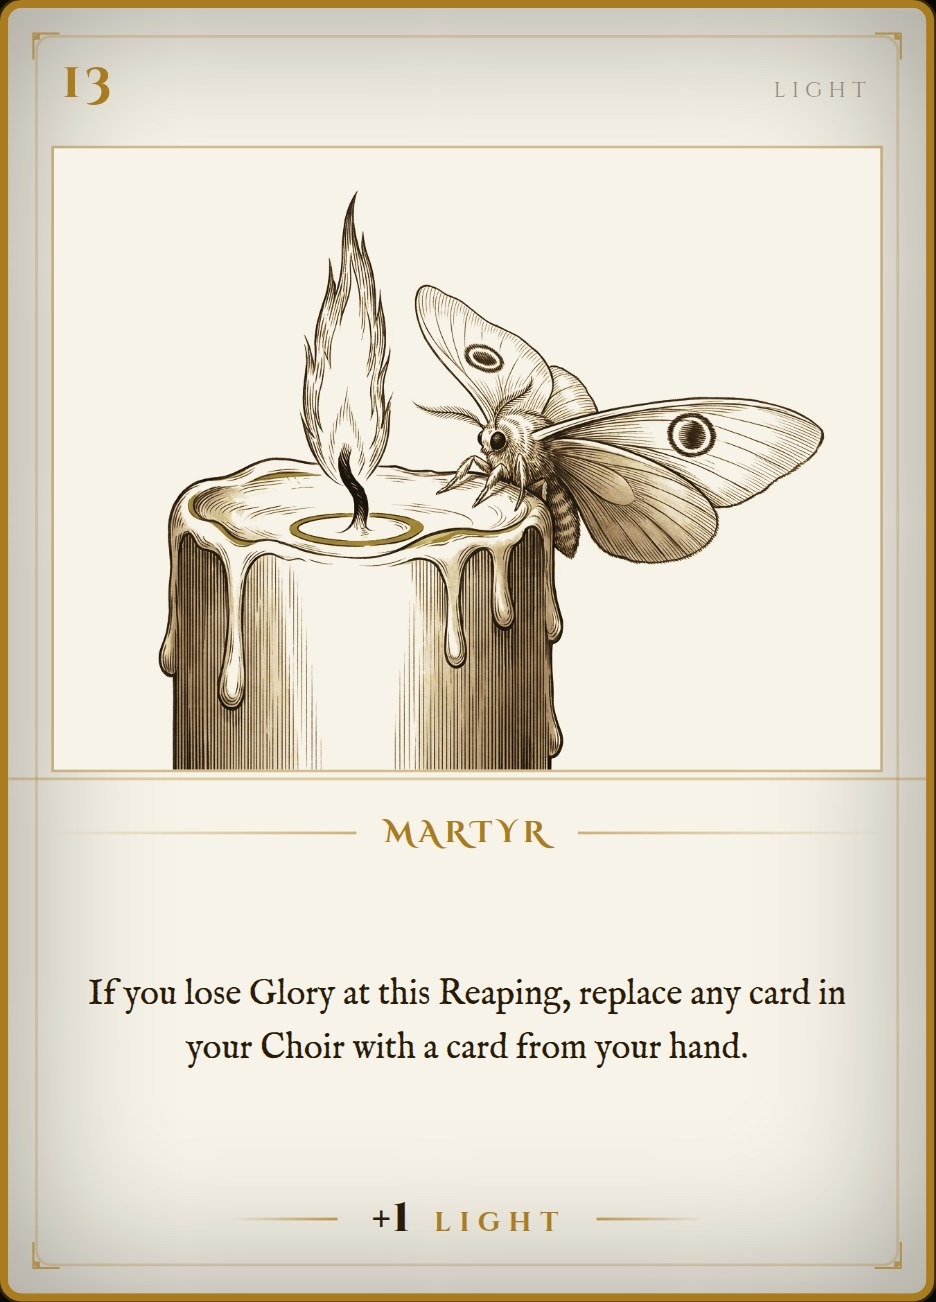 13
LIGHT
MARTYR
If you lose Glory at this Reaping, replace any card in
your Choir with a card from your hand.
+1 LIGHT